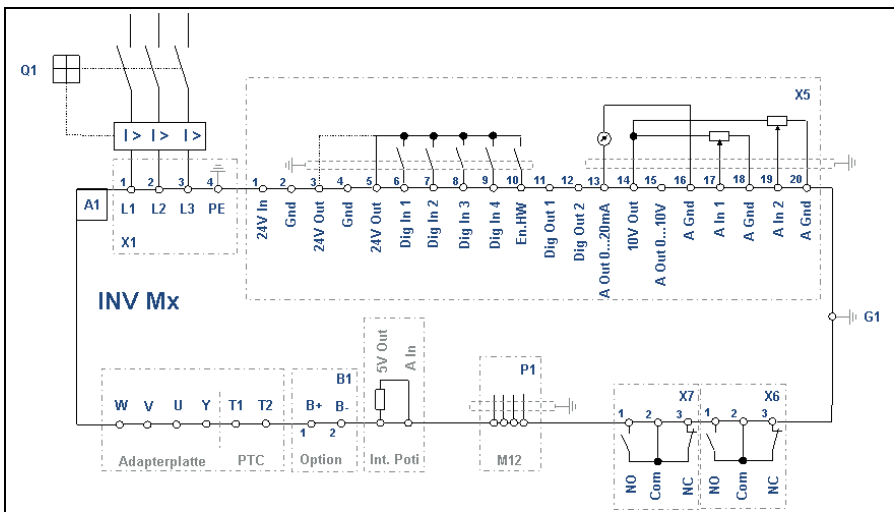 Q1
I > I > I >
X5
1 2 3 4
A1 L1 L2 L3 PE
X1
1 2 3 4 5 6 7 8 9 10 11 12 13 14 15 16 17 18 19 20
24V In
Gnd
24V Out
Gnd
24V Out
Dig In 1
Dig In 2
Dig In 3
Dig In 4
En.HW
Dig Out 1
Dig Out 2
A Out 0...20mA
10V Out
A Out 0...10V
A Gnd
A In 1
A Gnd
A In 2
A Gnd
INV Mx
G1
W V U Y T1 T2
Adapterplatte PTC
B1
B+ B-
1 2
Option
5V Out
A In
Int. Poti
P1
M12
X7
1 2 3
NO
Com
NC
X6
1 2 3
NO
Com
NC